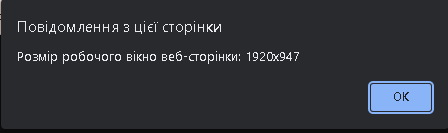 Повідомлення з цієї сторінки
Розмір робочого вікно веб-сторінки: 1920x947
OK